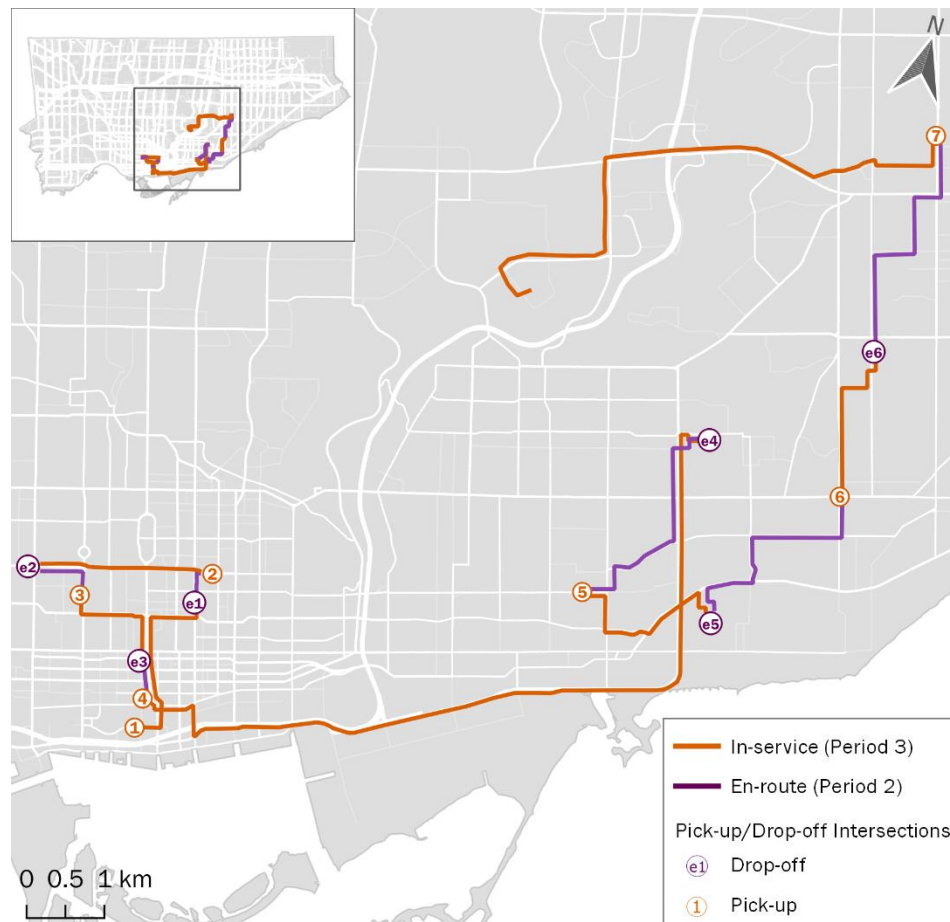 N
7
e6
e4
6
e2
2
3
e1
5
e5
e3
4
1
In-service (Period 3)
En-route (Period 2)
Pick-up/Drop-off Intersections
e1 Drop-off
1 Pick-up
0 0.5 1 km